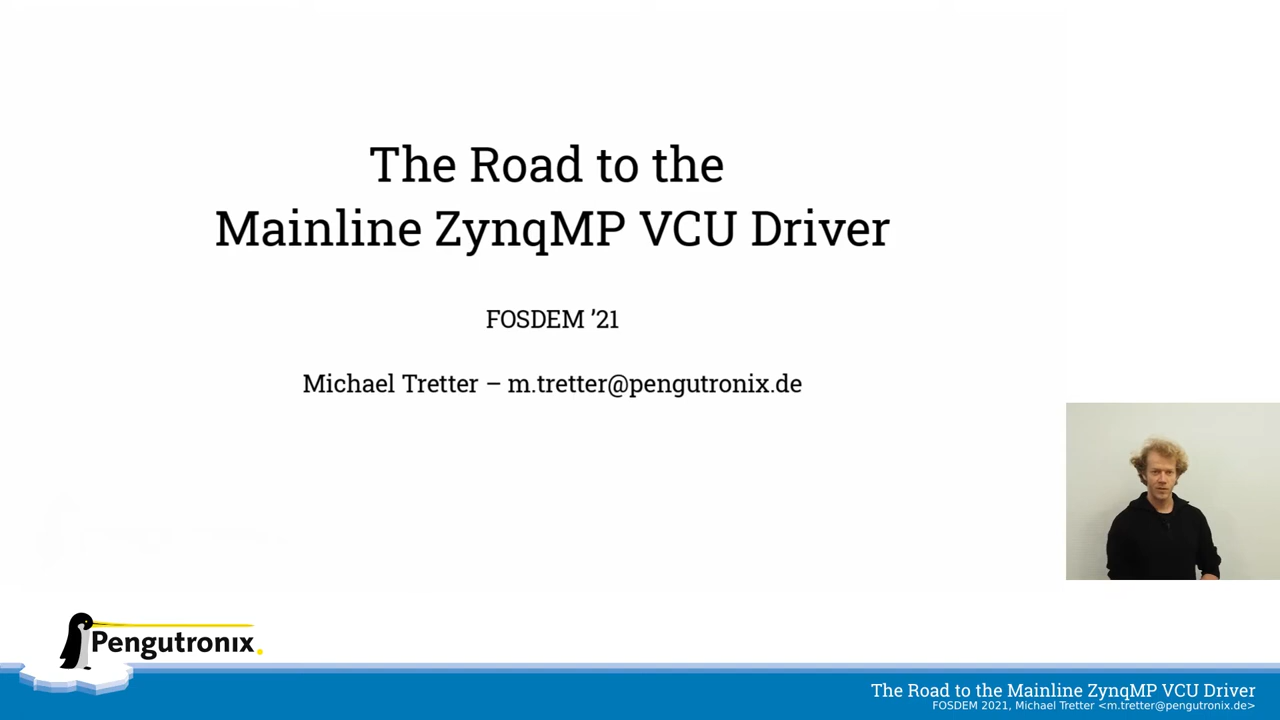 The Road to the
Mainline ZynqMP VCU Driver
FOSDEM ’21
Michael Tretter – m.tretter@pengutronix.de
Pengutronix.
The Road to the Mainline ZynqMP VCU Driver
FOSDEM 2021, Michael Tretter <m.tretter@pengutronix.de>